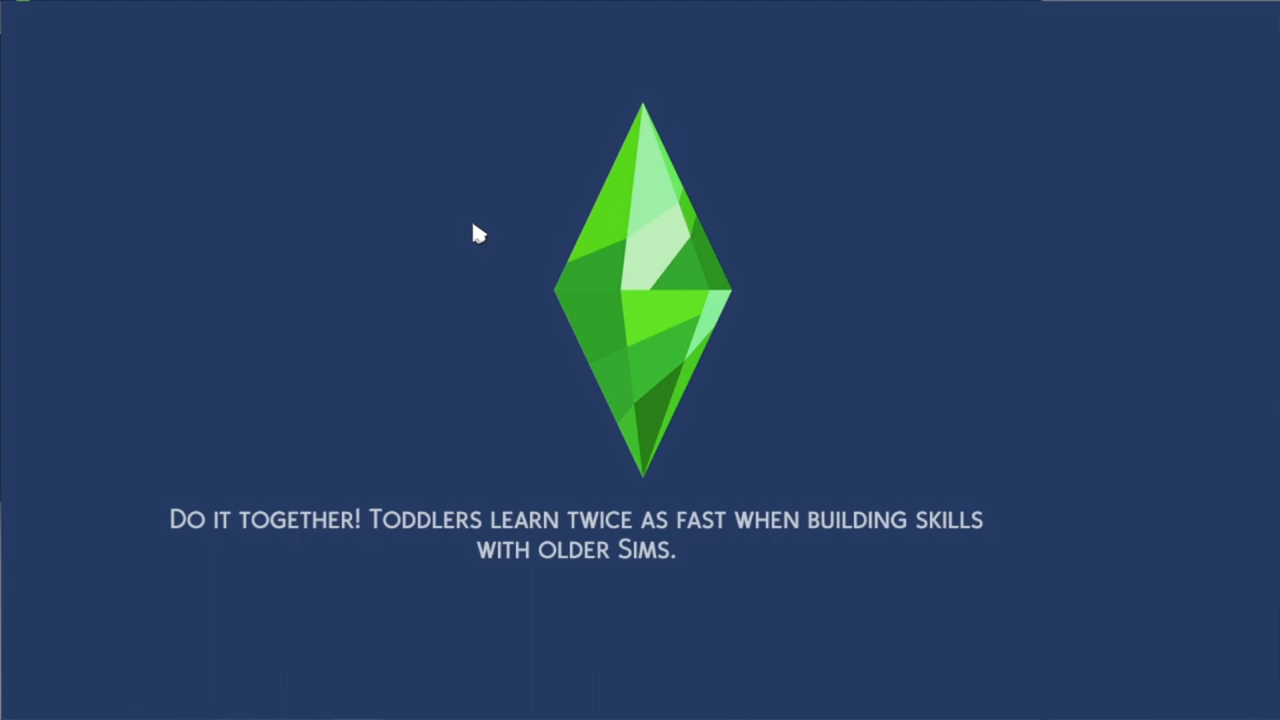 Do it together! Toddlers learn twice as fast when building skills
with older Sims.